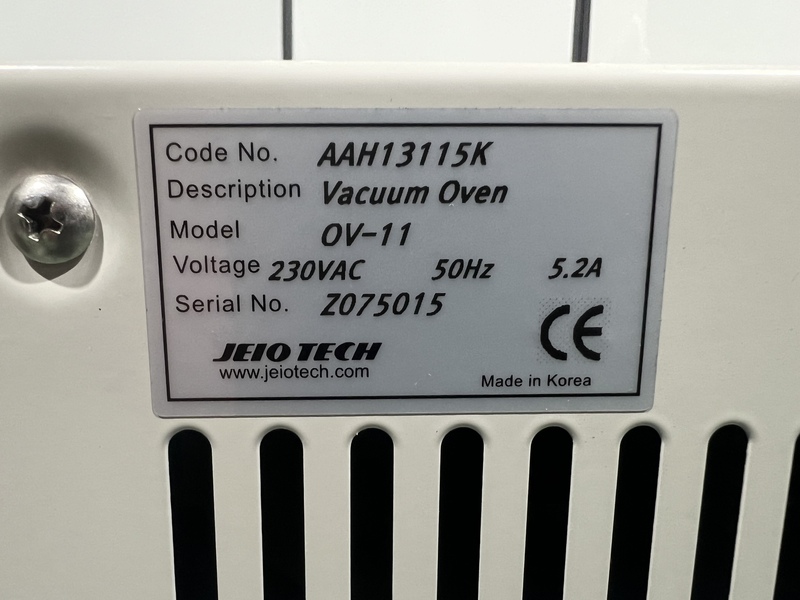 Code No. AAH13115K
Description Vacuum Oven
Model OV-11
Voltage 230VAC 50Hz 5.2A
Serial No. Z075015
JEIO TECH
www.jeiotech.com
CE
Made in Korea